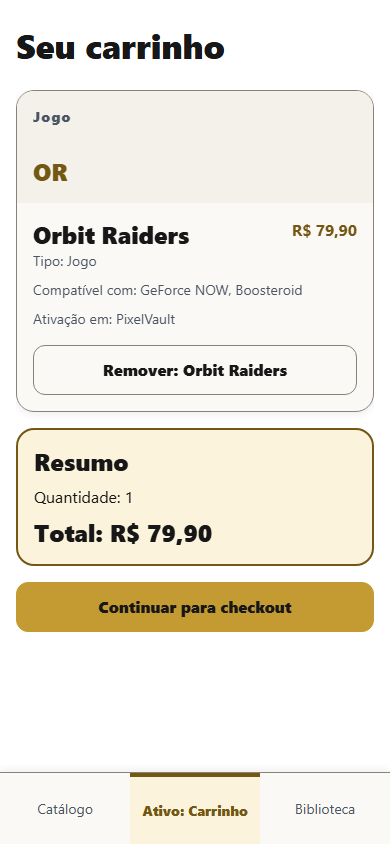 Seu carrinho
Jogo
OR
Orbit Raiders
R$ 79,90
Tipo: Jogo
Compatível com: GeForce NOW, Boosteroid
Ativação em: PixelVault
Remover: Orbit Raiders
Resumo
Quantidade: 1
Total: R$ 79,90
Continuar para checkout
Catálogo
Ativo: Carrinho
Biblioteca